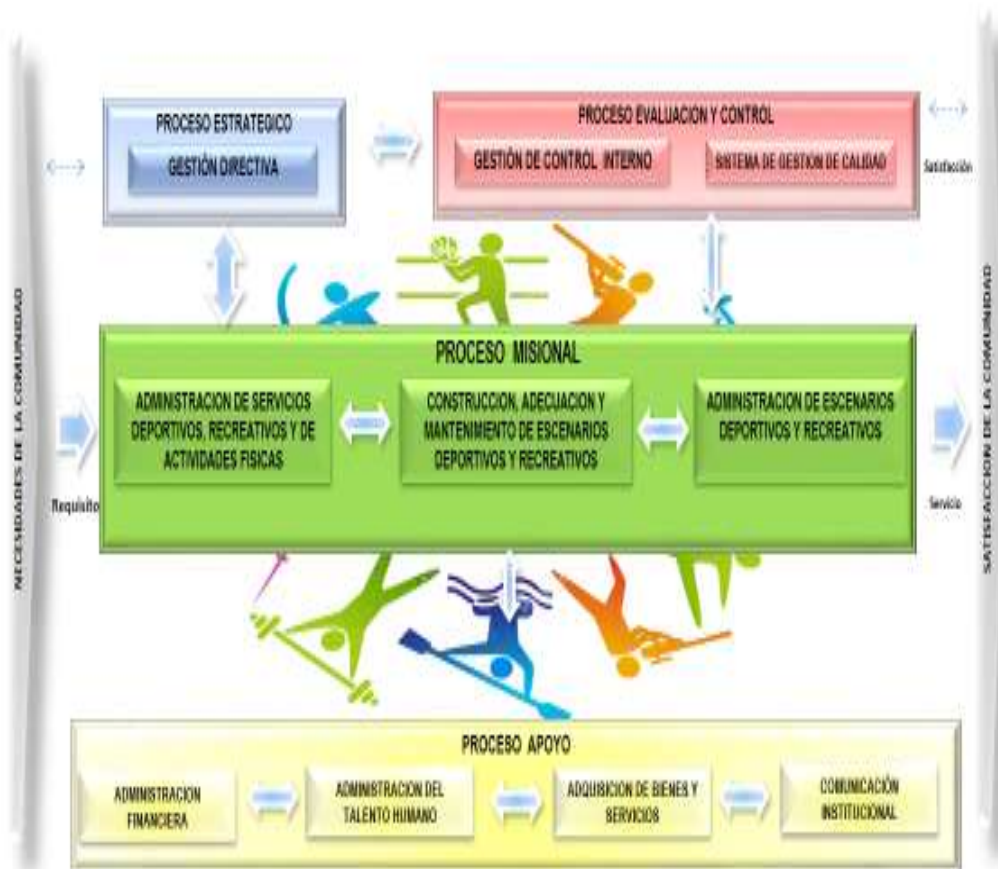 PROCESO ESTRATEGICO
GESTIÓN DIRECTIVA
PROCESO EVALUACION Y CONTROL
GESTIÓN DE CONTROL INTERNO
SISTEMA DE GESTION DE CALIDAD
Satisfacción
NECESIDADES DE LA COMUNIDAD
PROCESO MISIONAL
ADMINISTRACION DE SERVICIOS
DEPORTIVOS, RECREATIVOS Y DE
ACTIVIDADES FISICAS
CONSTRUCCION, ADECUACION Y
MANTENIMIENTO DE ESCENARIOS
DEPORTIVOS Y RECREATIVOS
ADMINISTRACION DE ESCENARIOS
DEPORTIVOS Y RECREATIVOS
Requisito
Servicio
SATISFACCION DE LA COMUNIDAD
PROCESO APOYO
ADMINISTRACION
FINANCIERA
ADMINISTRACION DEL
TALENTO HUMANO
ADQUISICION DE BIENES Y
SERVICIOS
COMUNICACIÓN
INSTITUCIONAL